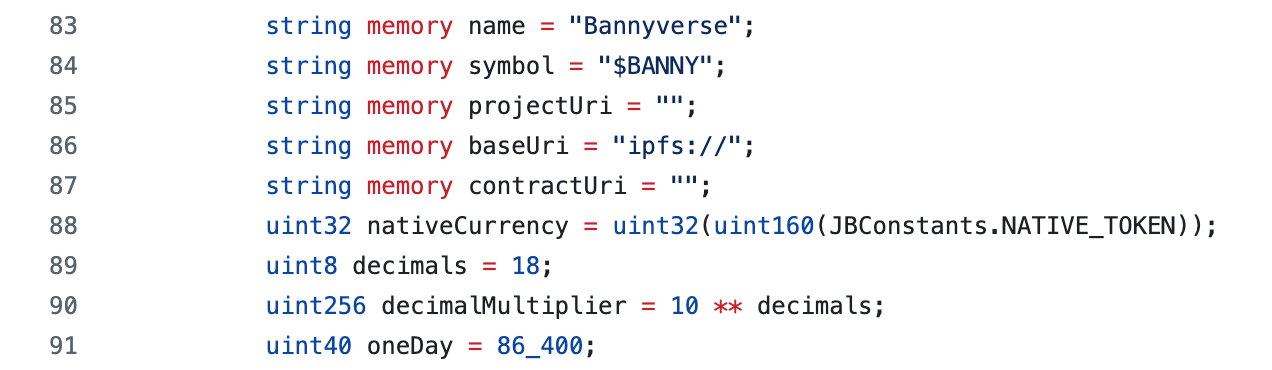 83 string memory name = "Bannyverse";
84 string memory symbol = "$BANNY";
85 string memory projectUri = "";
86 string memory baseUri = "ipfs://";
87 string memory contractUri = "";
88 uint32 nativeCurrency = uint32(uint160(JBConstants.NATIVE_TOKEN));
89 uint8 decimals = 18;
90 uint256 decimalMultiplier = 10 ** decimals;
91 uint40 oneDay = 86_400;